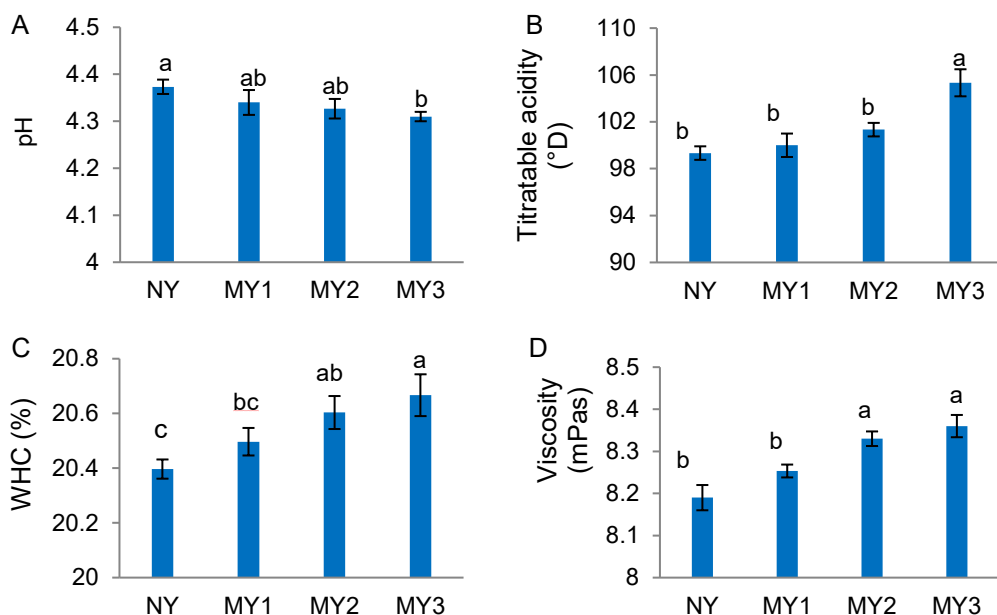 A
4.5
4.4
4.3
4.2
4.1
4
pH
a
ab
ab
b
NY MY1 MY2 MY3
B
110
106
102
98
94
90
Titratable acidity
(°D)
b
b
b
a
NY MY1 MY2 MY3
C
20.8
20.6
20.4
20.2
20
WHC (%)
c
bc
ab
a
NY MY1 MY2 MY3
D
8.5
8.4
8.3
8.2
8.1
8
Viscosity
(mPas)
b
b
a
a
NY MY1 MY2 MY3